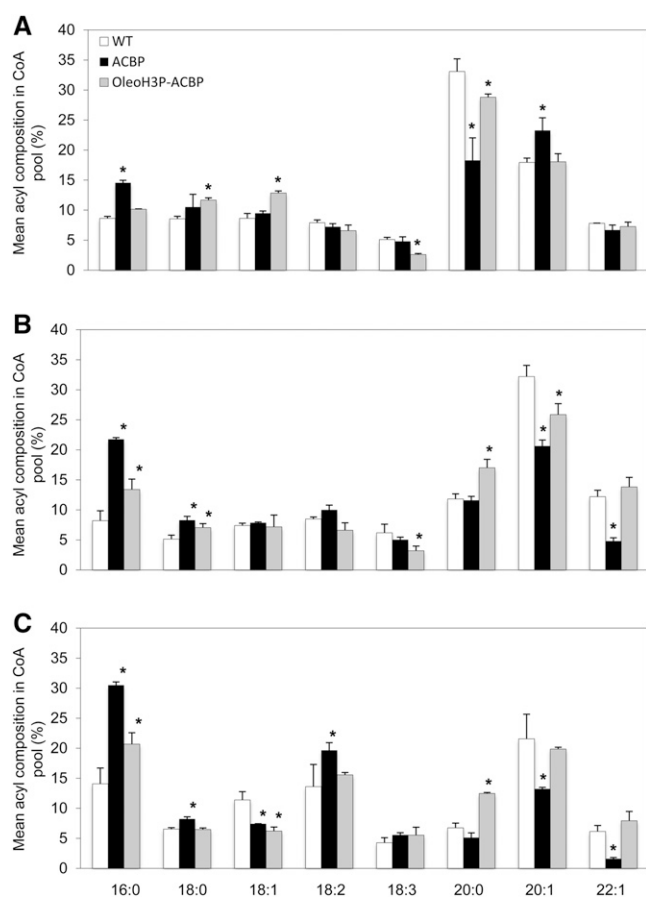 A
40
35
30
25
20
15
10
5
0
Mean acyl composition in CoA
pool (%)
WT
ACBP
OleoH3P-ACBP
* * * * * * *
B
40
35
30
25
20
15
10
5
0
Mean acyl composition in CoA
pool (%)
* * * * * * * * *
C
40
35
30
25
20
15
10
5
0
Mean acyl composition in CoA
pool (%)
* * * * * * * * *
16:0 18:0 18:1 18:2 18:3 20:0 20:1 22:1